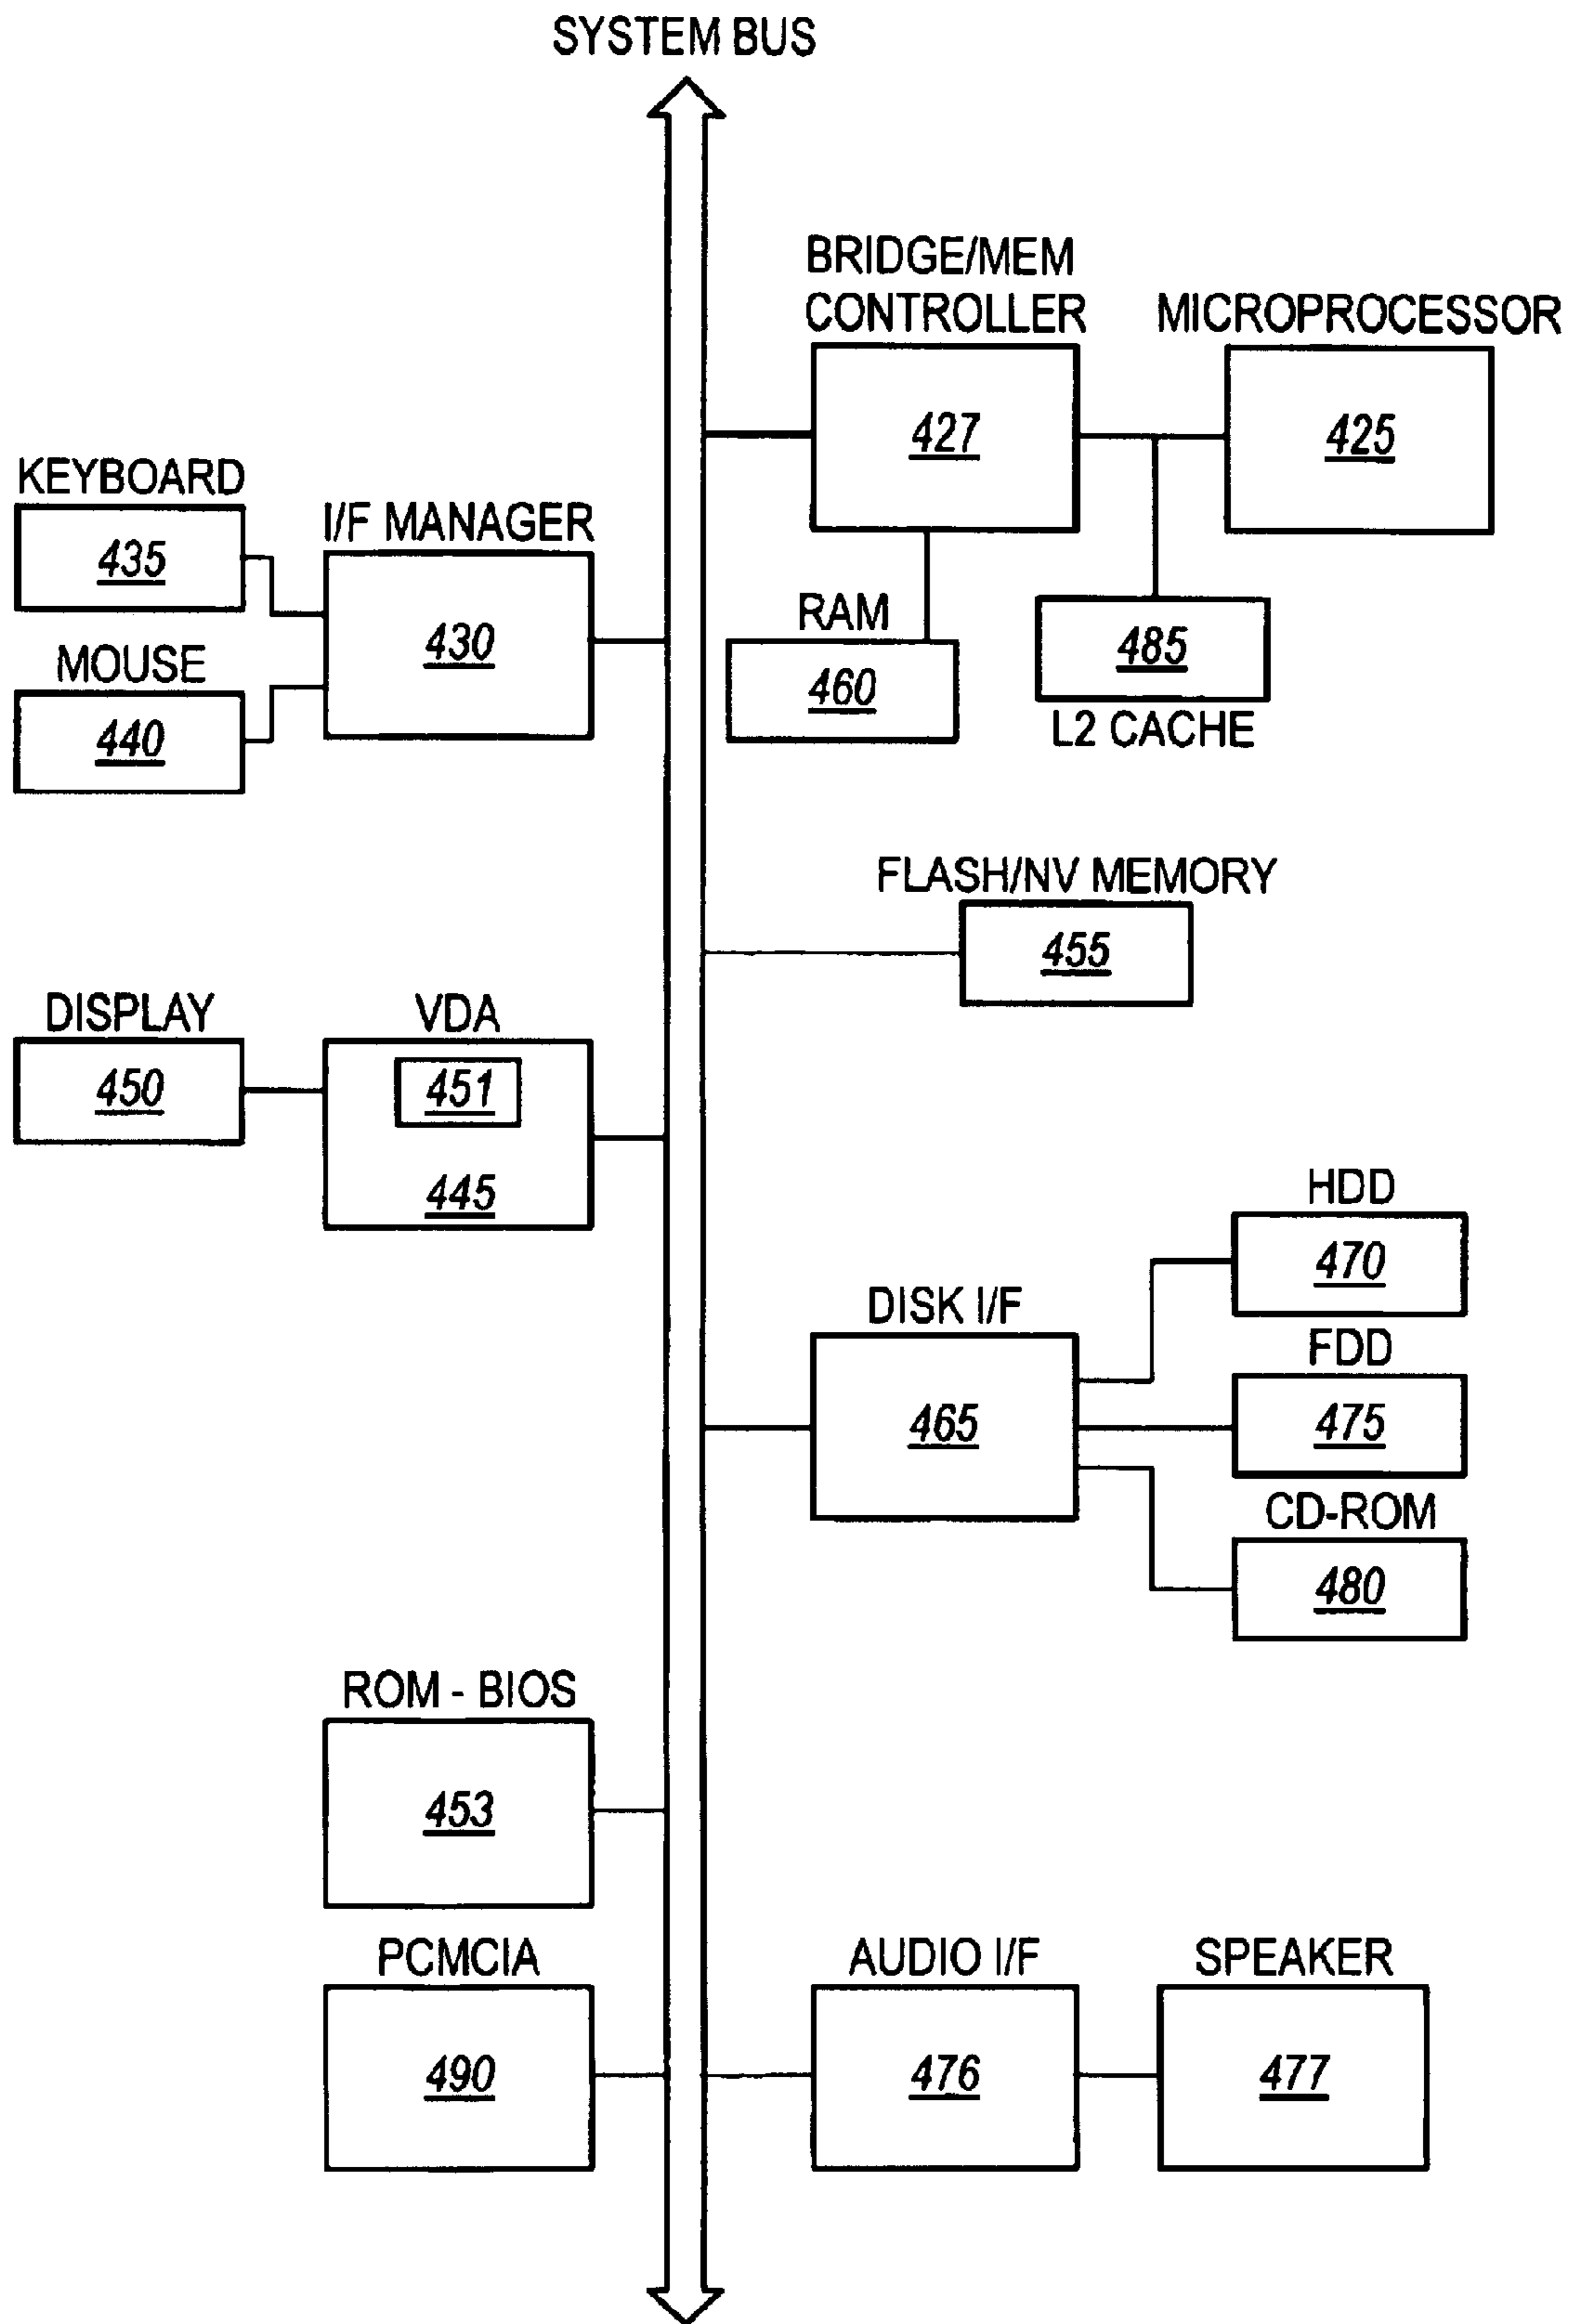 SYSTEM BUS
BRIDGE/MEM
CONTROLLER
427
MICROPROCESSOR
425
KEYBOARD
435
I/F MANAGER
430
MOUSE
440
RAM
460
485
L2 CACHE
FLASH/NV MEMORY
455
DISPLAY
450
VDA
451
445
HDD
470
DISK I/F
465
FDD
475
CD-ROM
480
ROM - BIOS
453
PCMCIA
490
AUDIO I/F
476
SPEAKER
477